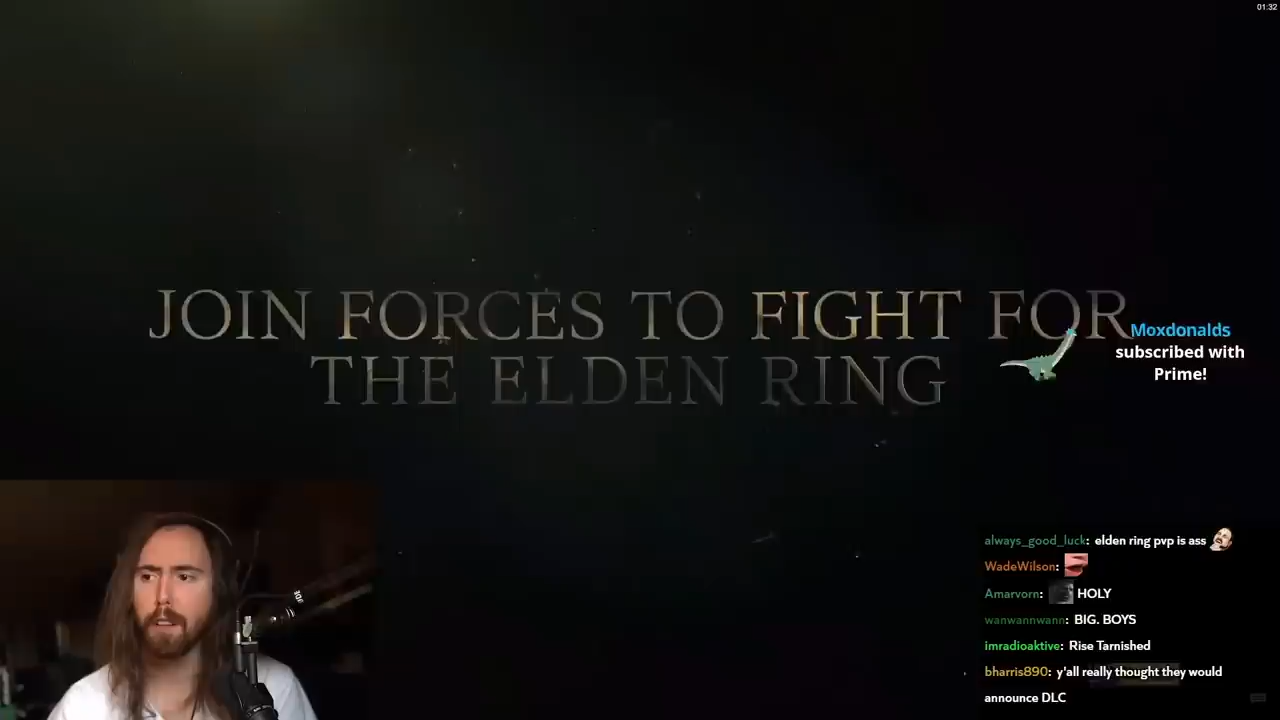 01:32
JOIN FORCES TO FIGHT FOR
THE ELDEN RING
Moxdonalds
subscribed with
Prime!
always_good_luck: elden ring pvp is ass
WadeWilson:
Amarvorn: HOLY
wanwannwann: BIG. BOYS
imradioaktive: Rise Tarnished
bharris890: y'all really thought they would
announce DLC